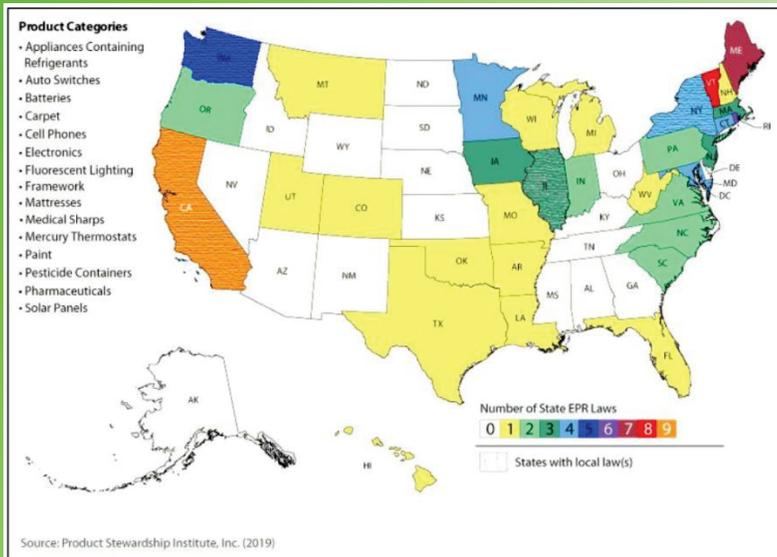 Product Categories
• Appliances Containing
Refrigerants
• Auto Switches
• Batteries
• Carpet
• Cell Phones
• Electronics
• Fluorescent Lighting
• Framework
• Mattresses
• Medical Sharps
• Mercury Thermostats
• Paint
• Pesticide Containers
• Pharmaceuticals
• Solar Panels
WA
OR
CA
ID
NV
MT
WY
UT
AZ
CO
NM
ND
SD
NE
KS
OK
TX
MN
IA
MO
AR
LA
WI
IL
MI
IN
OH
KY
TN
MS
AL
GA
FL
SC
NC
VA
WV
PA
NY
VT
NH
ME
MA
CT
RI
NJ
DE
MD
DC
AK
HI
Number of State EPR Laws
0 1 2 3 4 5 6 7 8 9
States with local law(s)
Source: Product Stewardship Institute, Inc. (2019)